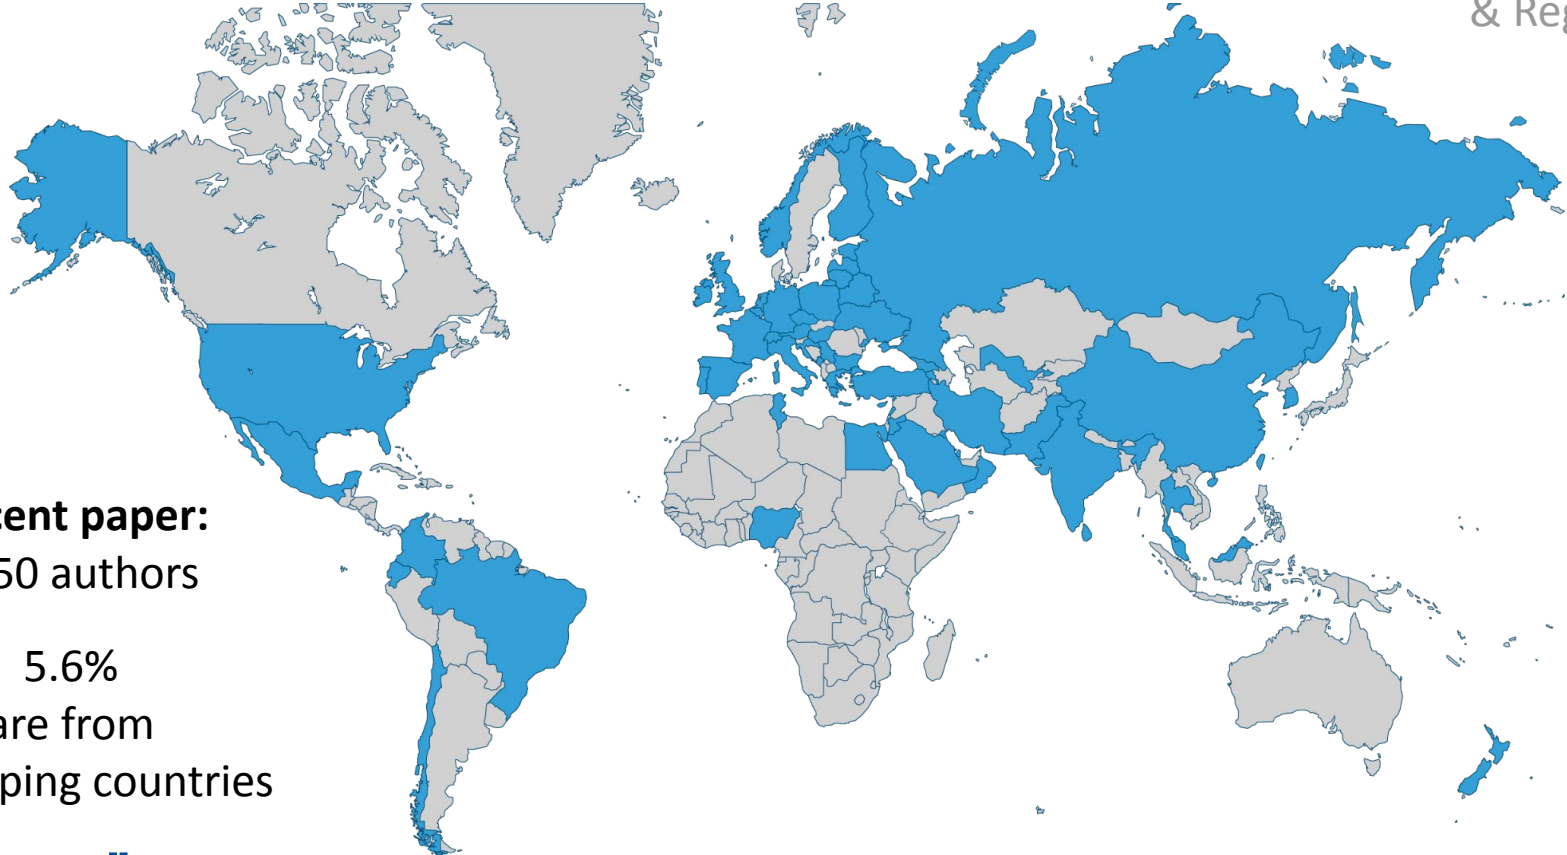 & Reg
cent paper:
50 authors
5.6%
are from
ping countries